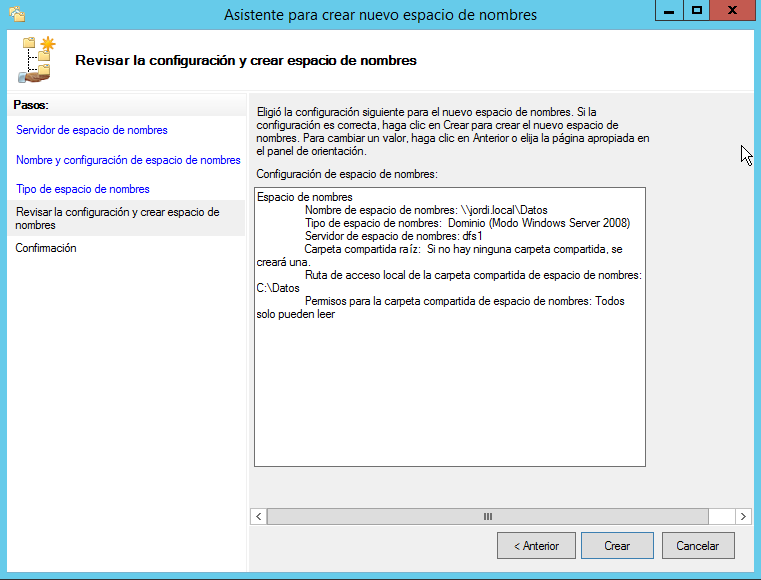 Asistente para crear nuevo espacio de nombres
Revisar la configuración y crear espacio de nombres
Pasos:
Servidor de espacio de nombres
Nombre y configuración de espacio de nombres
Tipo de espacio de nombres
Revisar la configuración y crear espacio de
nombres
Confirmación
Eligió la configuración siguiente para el nuevo espacio de nombres. Si la
configuración es correcta, haga clic en Crear para crear el nuevo espacio de
nombres. Para cambiar un valor, haga clic en Anterior o elija la página apropiada en
el panel de orientación.
Configuración de espacio de nombres:
Espacio de nombres
Nombre de espacio de nombres: \\jordi.local\Datos
Tipo de espacio de nombres: Dominio (Modo Windows Server 2008)
Servidor de espacio de nombres: dfs1
Carpeta compartida raíz: Si no hay ninguna carpeta compartida, se
creará una.
Ruta de acceso local de la carpeta compartida de espacio de nombres:
C:\Datos
Permisos para la carpeta compartida de espacio de nombres: Todos
solo pueden leer
< Anterior
Crear
Cancelar